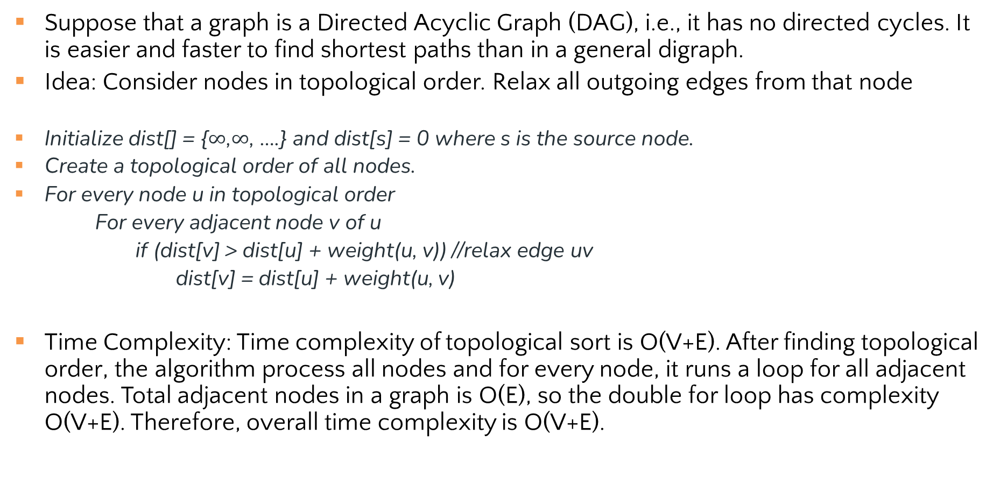 ▪ Suppose that a graph is a Directed Acyclic Graph (DAG), i.e., it has no directed cycles. It
is easier and faster to find shortest paths than in a general digraph.
▪ Idea: Consider nodes in topological order. Relax all outgoing edges from that node
▪ Initialize dist[] = {∞,∞, ....} and dist[s] = 0 where s is the source node.
▪ Create a topological order of all nodes.
▪ For every node u in topological order
For every adjacent node v of u
if (dist[v] > dist[u] + weight(u, v)) //relax edge uv
dist[v] = dist[u] + weight(u, v)
▪ Time Complexity: Time complexity of topological sort is O(V+E). After finding topological
order, the algorithm process all nodes and for every node, it runs a loop for all adjacent
nodes. Total adjacent nodes in a graph is O(E), so the double for loop has complexity
O(V+E). Therefore, overall time complexity is O(V+E).